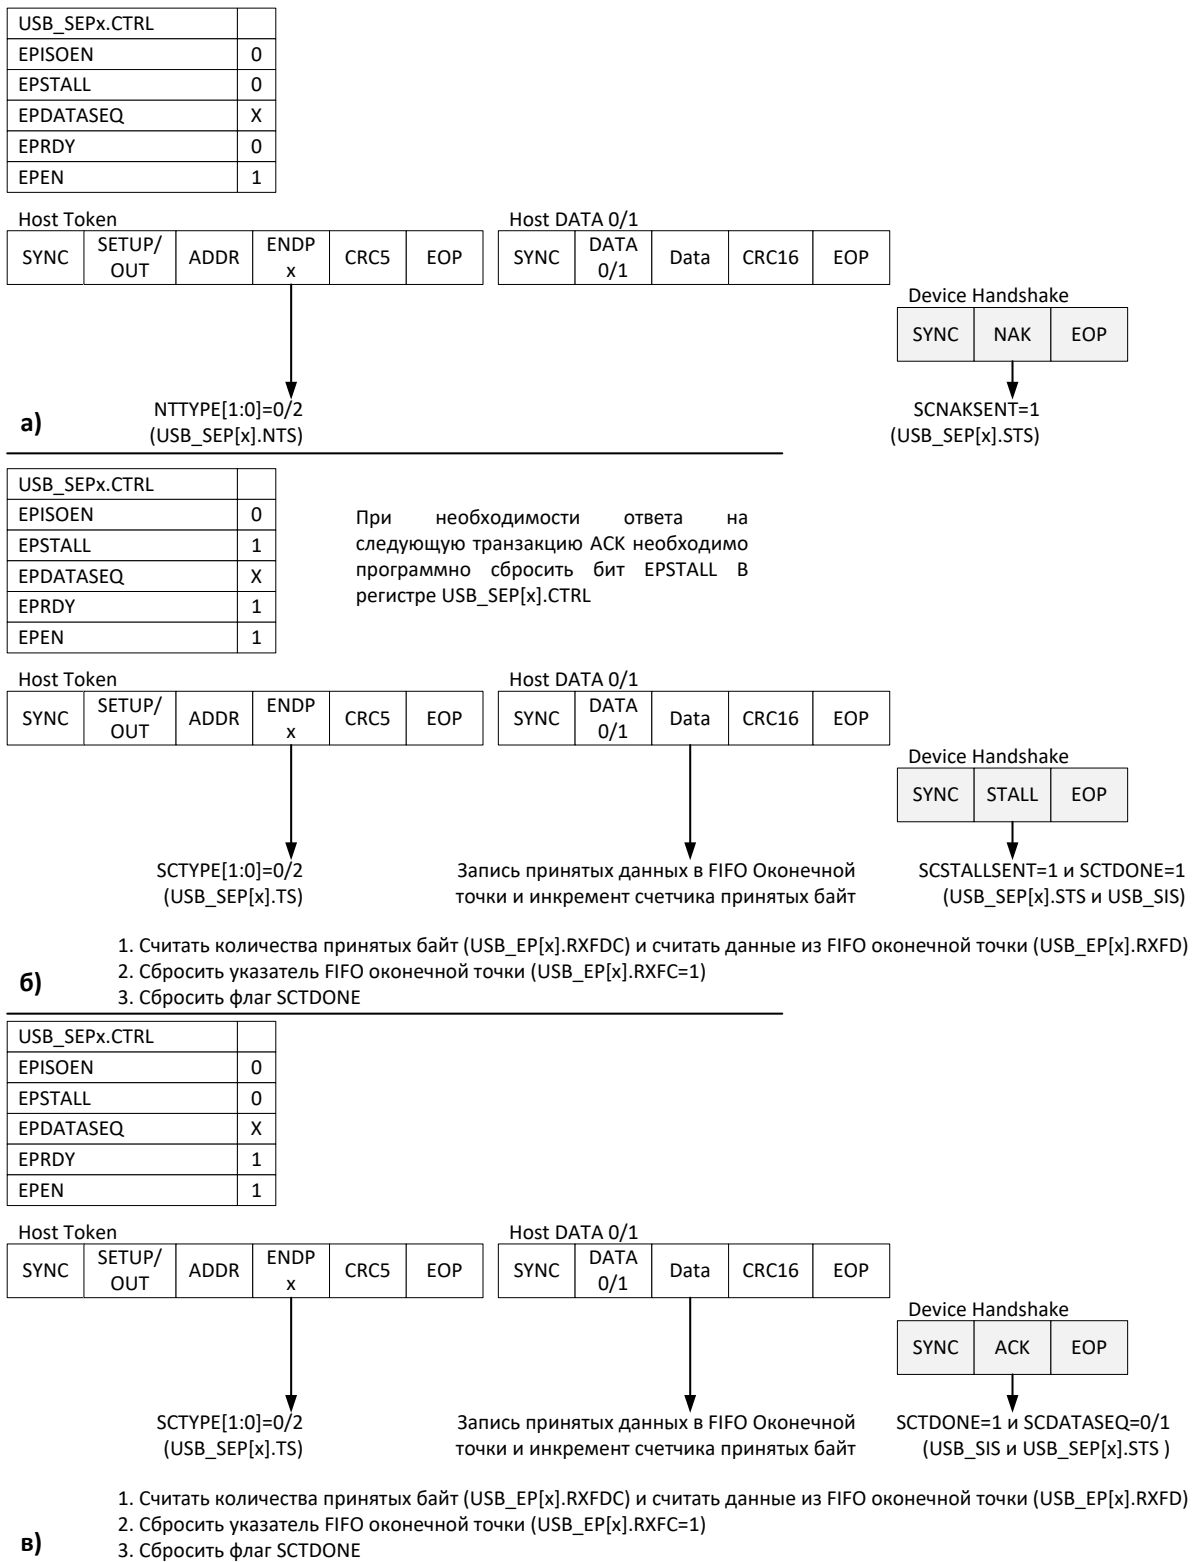 USB_SEPx.CTRL
EPISOEN 0
EPSTALL 0
EPDATASEQ X
EPRDY 0
EPEN 1
Host Token
Host DATA 0/1
SYNC SETUP/ ADDR ENDP CRC5 EOP SYNC DATA Data CRC16 EOP
OUT x 0/1
Device Handshake
SYNC NAK EOP
NTTYPE[1:0]=0/2
(USB_SEP[x].NTS)
SCNAKSENT=1
(USB_SEP[x].STS)
а)
USB_SEPx.CTRL
EPISOEN 0
EPSTALL 1
EPDATASEQ X
EPRDY 1
EPEN 1
При необходимости ответа на
следующую транзакцию ACK необходимо
программно сбросить бит EPSTALL В
регистре USB_SEP[x].CTRL
Host Token
Host DATA 0/1
SYNC SETUP/ ADDR ENDP CRC5 EOP SYNC DATA Data CRC16 EOP
OUT x 0/1
Device Handshake
SYNC STALL EOP
SCTYPE[1:0]=0/2
(USB_SEP[x].TS)
Запись принятых данных в FIFO Оконечной
точки и инкремент счетчика принятых байт
SCSTALLSENT=1 и SCTDONE=1
(USB_SEP[x].STS и USB_SIS)
1. Считать количества принятых байт (USB_EP[x].RXFDC) и считать данные из FIFO оконечной точки (USB_EP[x].RXFD)
2. Сбросить указатель FIFO оконечной точки (USB_EP[x].RXFC=1)
3. Сбросить флаг SCTDONE
б)
USB_SEPx.CTRL
EPISOEN 0
EPSTALL 0
EPDATASEQ X
EPRDY 1
EPEN 1
Host Token
Host DATA 0/1
SYNC SETUP/ ADDR ENDP CRC5 EOP SYNC DATA Data CRC16 EOP
OUT x 0/1
Device Handshake
SYNC ACK EOP
SCTYPE[1:0]=0/2
(USB_SEP[x].TS)
Запись принятых данных в FIFO Оконечной
точки и инкремент счетчика принятых байт
SCTDONE=1 и SCDATASEQ=0/1
(USB_SIS и USB_SEP[x].STS )
1. Считать количества принятых байт (USB_EP[x].RXFDC) и считать данные из FIFO оконечной точки (USB_EP[x].RXFD)
2. Сбросить указатель FIFO оконечной точки (USB_EP[x].RXFC=1)
3. Сбросить флаг SCTDONE
в)